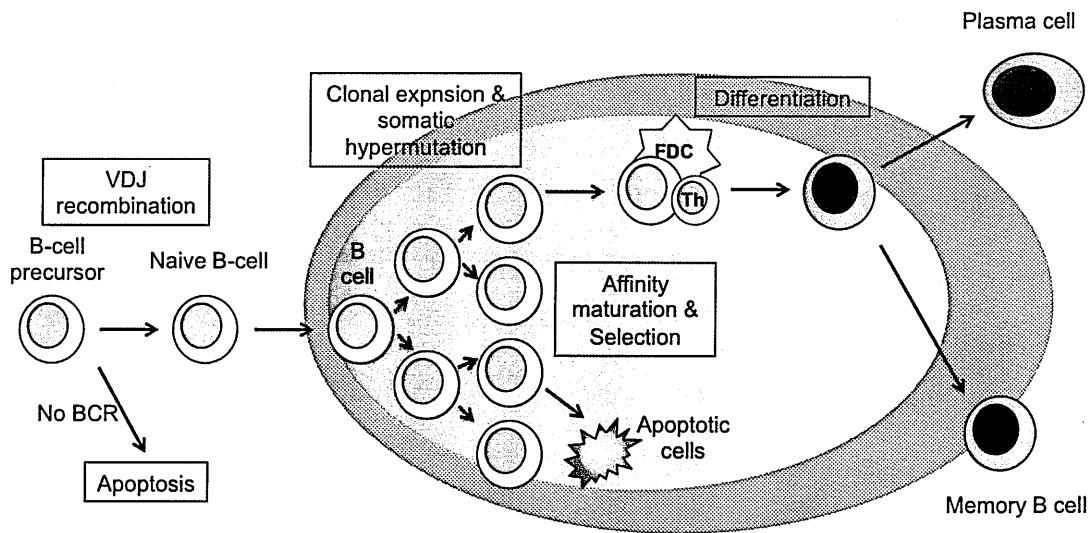 Plasma cell
Clonal expnsion &
somatic
hypermutation
Differentiation
FDC
Th
VDJ
recombination
B-cell
precursor
Naive B-cell
B
cell
Affinity
maturation &
Selection
No BCR
Apoptosis
Apoptotic
cells
Memory B cell